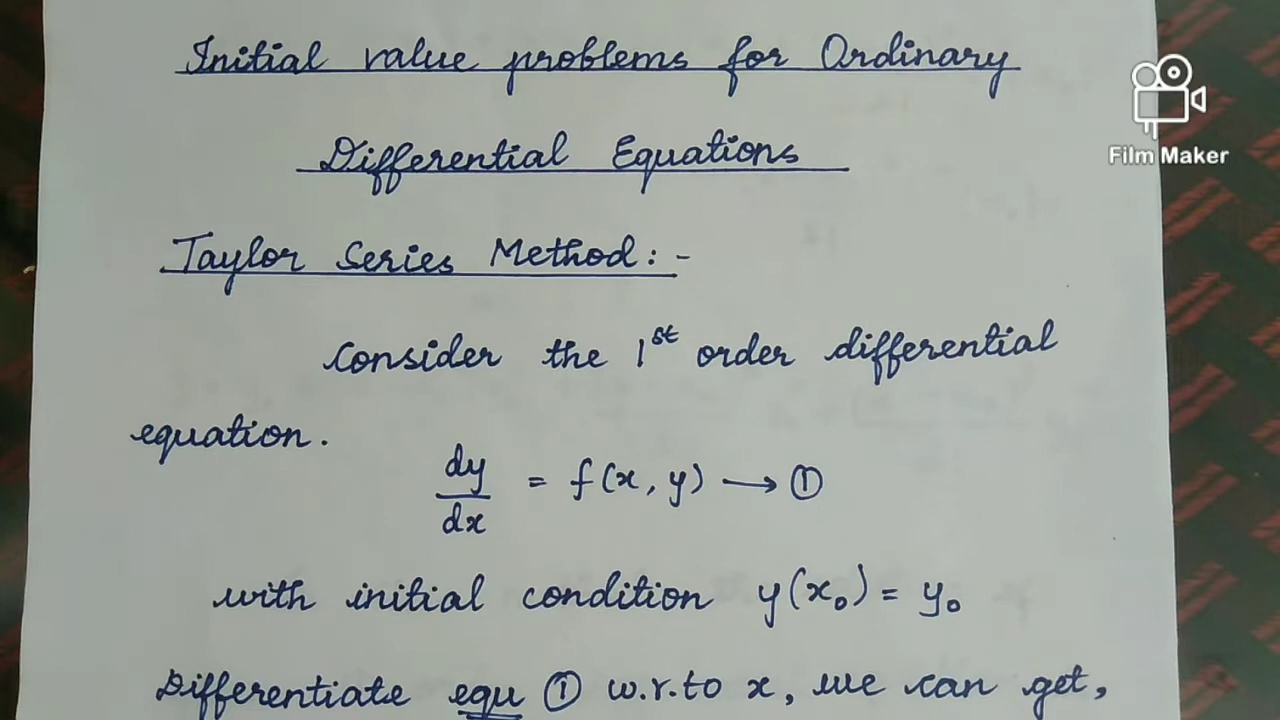 Initial value problems for Ordinary
Differential Equations
Taylor Series Method:-
consider the 1st order differential
equation.
dy/dx = f(x, y) → ①
with initial condition y(x₀) = y₀
Differentiate equ ① w.r.to x, we can get,
Film Maker